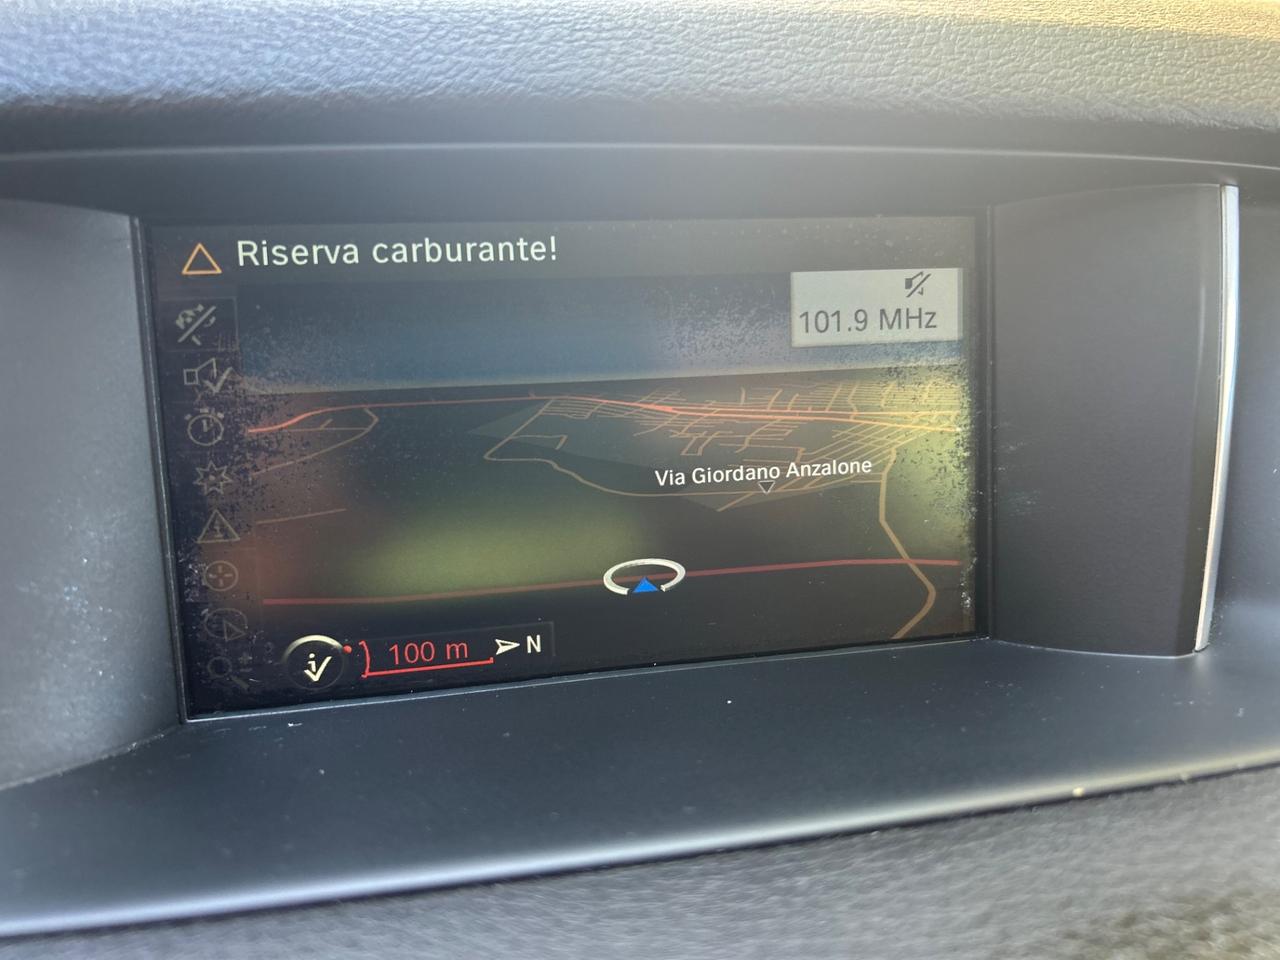 Riserva carburante!
101.9 MHz
Via Giordano Anzalone
100 m
N